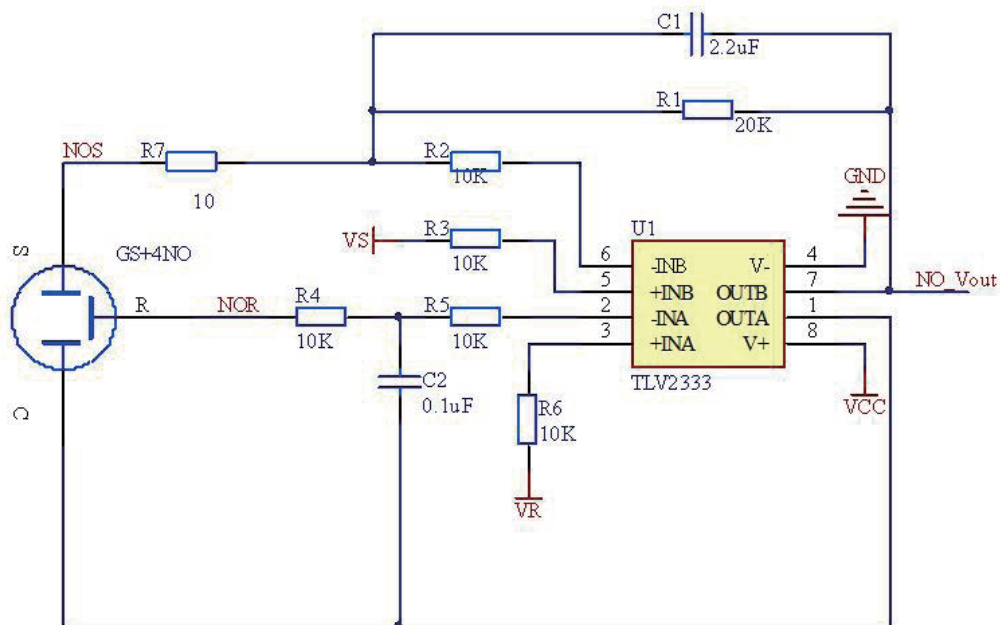 C1
2.2uF
R1
20K
NOS
R7
10
R2
10K
GND
VS
R3
10K
U1
S
GS+4NO
6
-INB
V-
4
5
+INB
OUTB
7
NO_Vout
R
NOR
R4
10K
R5
10K
2
-INA
OUTA
1
3
+INA
V+
8
TLV2333
C2
0.1uF
C
R6
10K
VCC
VR